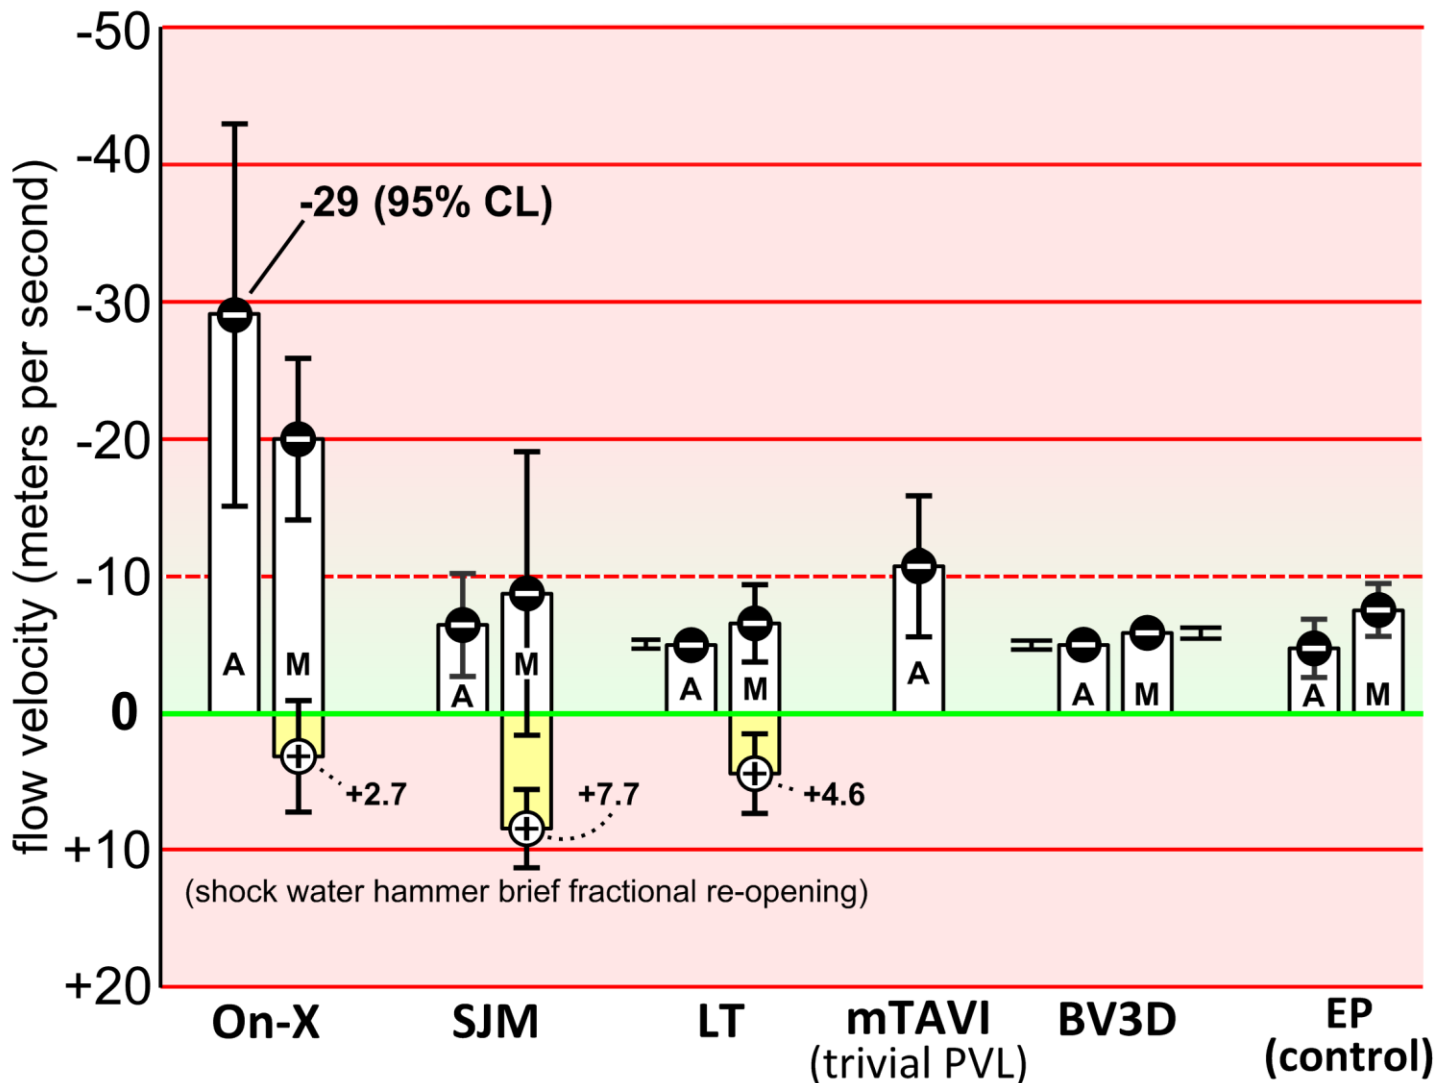 flow velocity (meters per second)
-50
-40
-30
-20
-10
0
+10
+20
-29 (95% CL)
A
M
A
M
A
M
A
A
M
A
M
+2.7
+7.7
+4.6
(shock water hammer brief fractional re-opening)
On-X
SJM
LT
mTAVI
(trivial PVL)
BV3D
EP
(control)